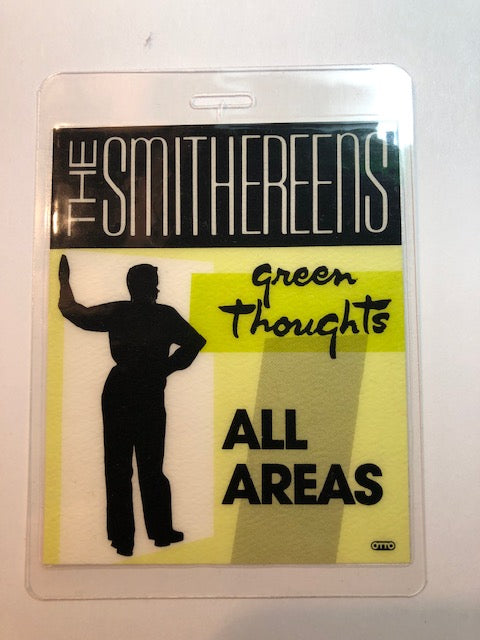 THE SMITHEREENS
green
Thoughts
ALL
AREAS
OTTO